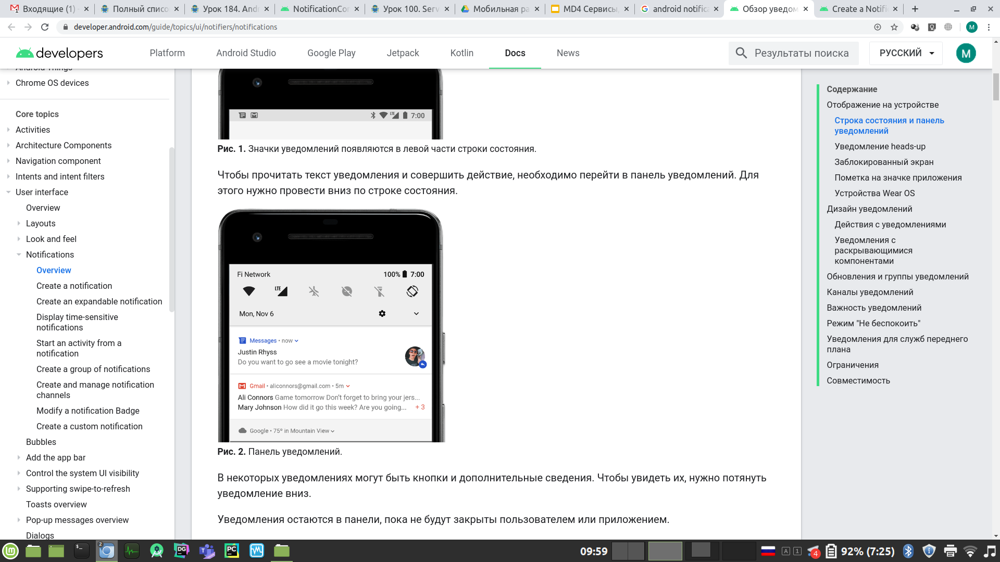 Входящие (1)
Полный списо
Урок 184. And
NotificationCo
Урок 100. Serv
Мобильная ра
MD4 Сервисы,
android notifica
Обзор уведом
Create a Notifi
developer.android.com/guide/topics/ui/notifiers/notifications
M
developers
Platform
Android Studio
Google Play
Jetpack
Kotlin
Docs
News
Результаты поиска
РУССКИЙ
M
Android Things
Chrome OS devices
Core topics
Activities
Architecture Components
Navigation component
Intents and intent filters
User interface
Overview
Layouts
Look and feel
Notifications
Overview
Create a notification
Create an expandable notification
Display time-sensitive
notifications
Start an activity from a
notification
Create a group of notifications
Create and manage notification
channels
Modify a notification Badge
Create a custom notification
Bubbles
Add the app bar
Control the system UI visibility
Supporting swipe-to-refresh
Toasts overview
Pop-up messages overview
Dialogs
LTE 7:00
Рис. 1. Значки уведомлений появляются в левой части строки состояния.
Чтобы прочитать текст уведомления и совершить действие, необходимо перейти в панель уведомлений. Для
этого нужно провести вниз по строке состояния.
Fi Network 100% 7:00
LTE
Mon, Nov 6
Messages • now
Justin Rhyss
Do you want to go see a movie tonight?
Gmail • aliconnors@gmail.com • 5m
Ali Connors Game tomorrow Don't forget to bring your jers...
Mary Johnson How did it go this week? Are you going... + 3
Google • 75º in Mountain View
Рис. 2. Панель уведомлений.
В некоторых уведомлениях могут быть кнопки и дополнительные сведения. Чтобы увидеть их, нужно потянуть
уведомление вниз.
Уведомления остаются в панели, пока не будут закрыты пользователем или приложением.
Содержание
Отображение на устройстве
Строка состояния и панель
уведомлений
Уведомление heads-up
Заблокированный экран
Пометка на значке приложения
Устройства Wear OS
Дизайн уведомлений
Действия с уведомлениями
Уведомления с
раскрывающимися
компонентами
Обновления и группы уведомлений
Каналы уведомлений
Важность уведомлений
Режим "Не беспокоить"
Уведомления для служб переднего
плана
Ограничения
Совместимость
2
DG
T
PC
09:59
A 1
4
92% (7:25)